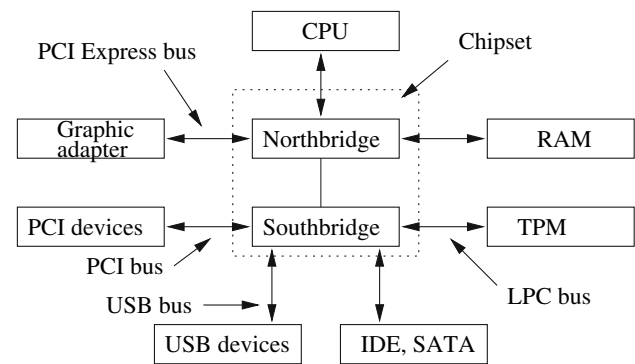 CPU
PCI Express bus
Chipset
Graphic
adapter
Northbridge
RAM
PCI devices
Southbridge
TPM
PCI bus
LPC bus
USB bus
USB devices
IDE, SATA